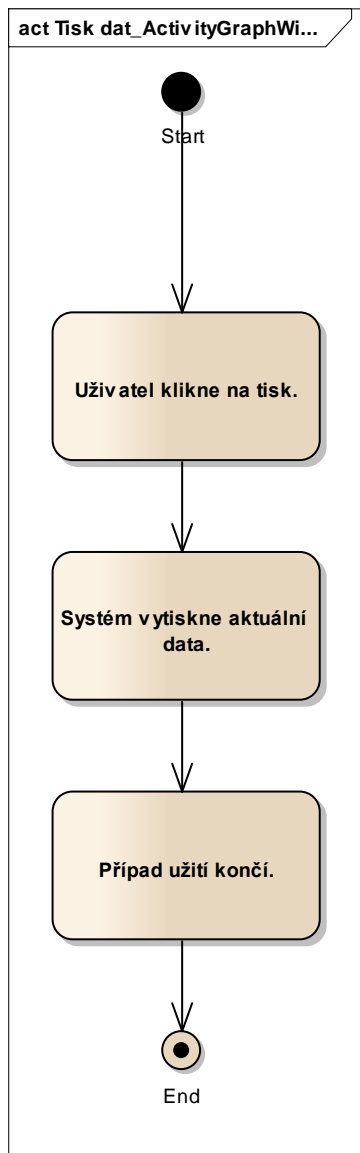 act Tisk dat_ActivityGraphWi...
Start
Uživatel klikne na tisk.
Systém vytiskne aktuální
data.
Případ užití končí.
End